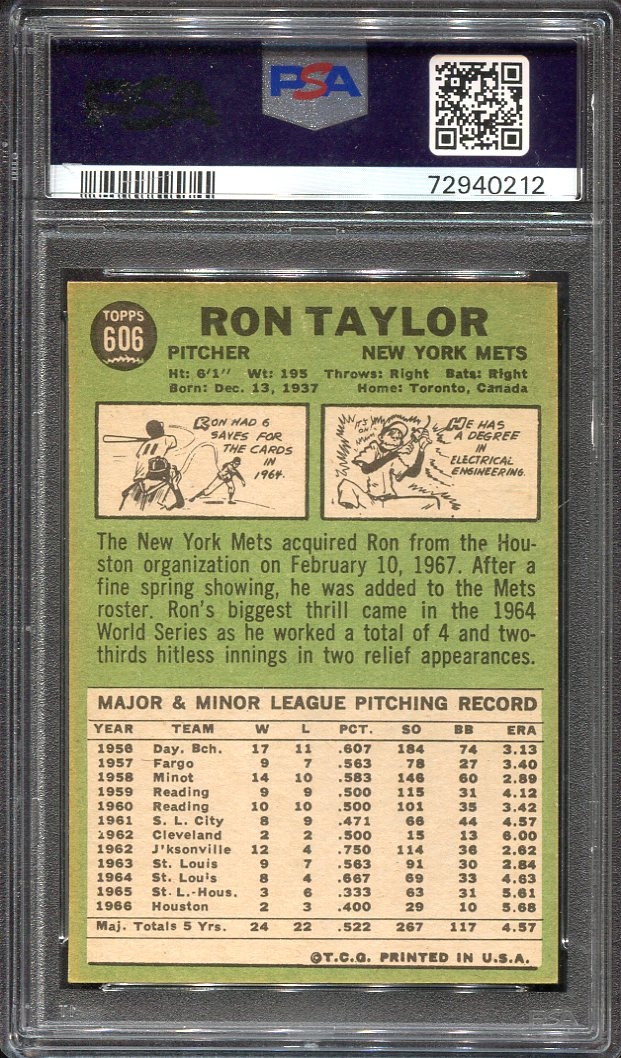 PSA
72940212
TOPPS
606
RON TAYLOR
PITCHER NEW YORK METS
Ht: 6'1" Wt: 195 Throws: Right Bats: Right
Born: Dec. 13, 1937 Home: Toronto, Canada
RON HAD 6
SAVES FOR
THE CARDS
IN
1964.
HE HAS
A DEGREE
IN
ELECTRICAL
ENGINEERING.
The New York Mets acquired Ron from the Hou-
ston organization on February 10, 1967. After a
fine spring showing, he was added to the Mets
roster. Ron's biggest thrill came in the 1964
World Series as he worked a total of 4 and two-
thirds hitless innings in two relief appearances.
MAJOR & MINOR LEAGUE PITCHING RECORD
YEAR TEAM W L PCT. SO BB ERA
1956 Day. Bch. 17 11 .607 184 74 3.13
1957 Fargo 9 7 .563 78 27 3.40
1958 Minot 14 10 .583 146 60 2.89
1959 Reading 9 9 .500 115 31 4.12
1960 Reading 10 10 .500 101 35 3.42
1961 S. L. City 8 9 .471 66 44 4.57
1962 Cleveland 2 2 .500 15 13 6.00
1962 J'ksonville 12 4 .750 114 36 2.62
1963 St. Louis 9 7 .563 91 30 2.84
1964 St. Louis 8 4 .667 69 33 4.63
1965 St. L.-Hous. 3 6 .333 63 31 5.61
1966 Houston 2 3 .400 29 10 5.68
Maj. Totals 5 Yrs. 24 22 .522 267 117 4.57
©T.C.G. PRINTED IN U.S.A.
PSA